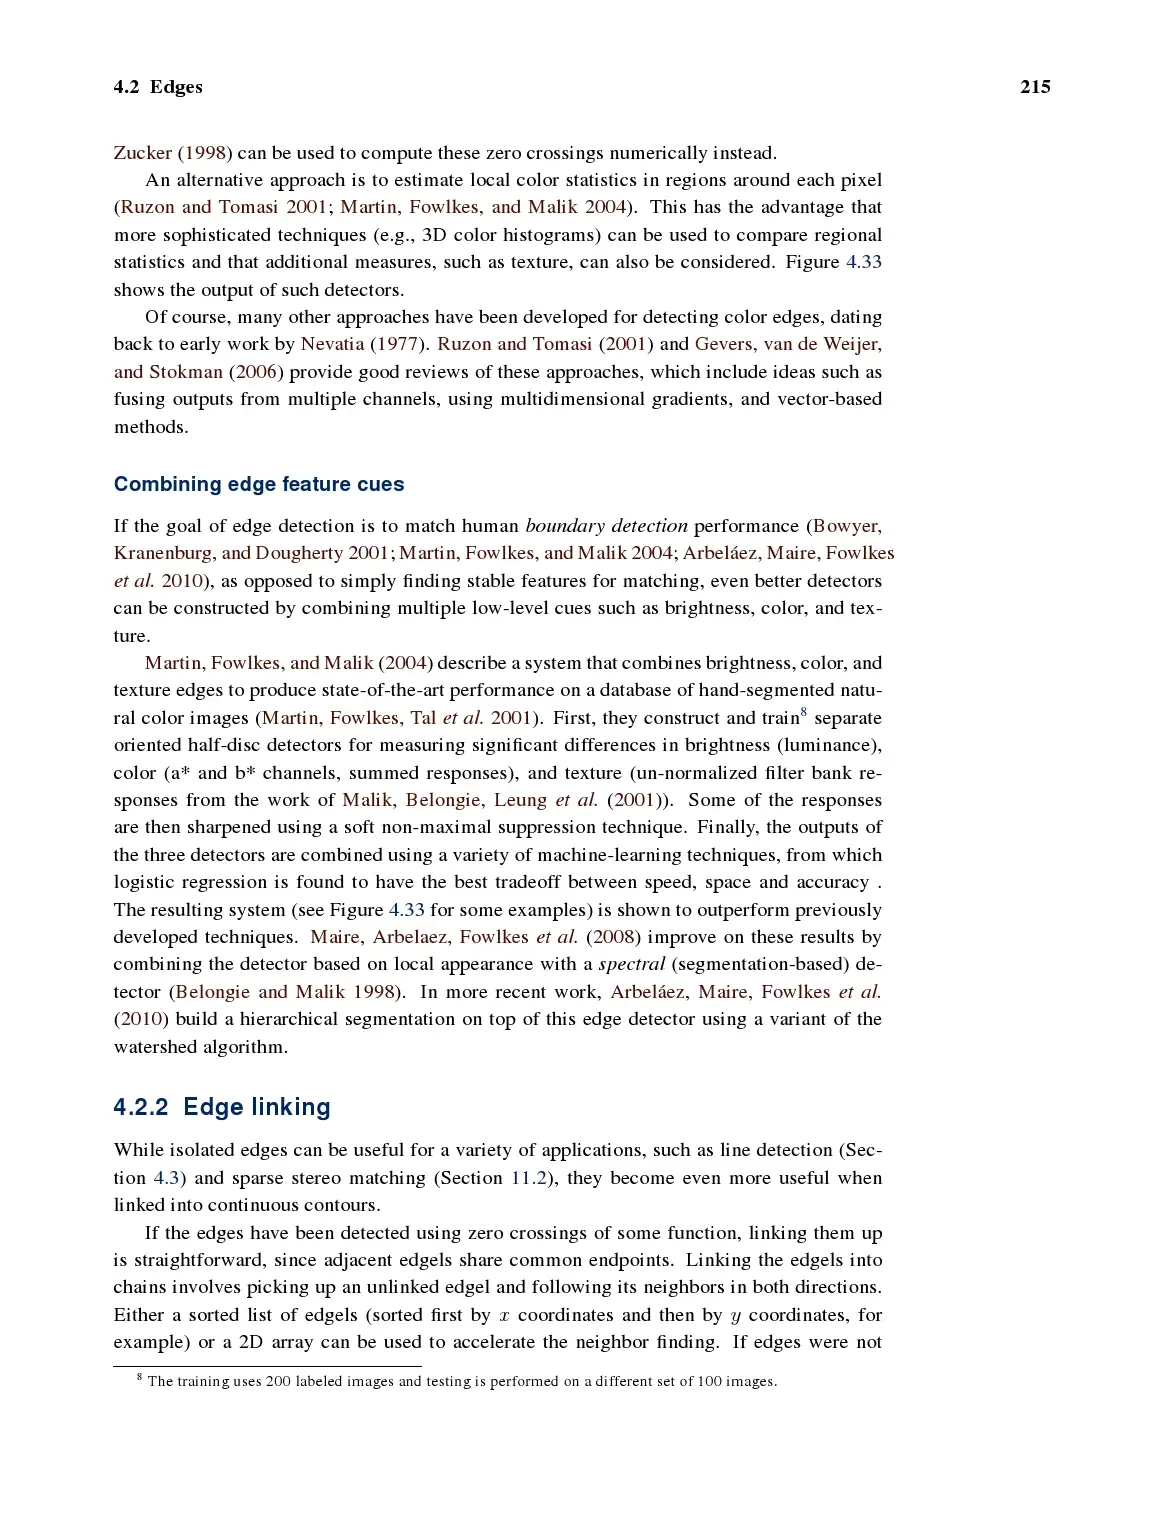 4.2 Edges 215
Zucker (1998) can be used to compute these zero crossings numerically instead.
An alternative approach is to estimate local color statistics in regions around each pixel
(Ruzon and Tomasi 2001; Martin, Fowlkes, and Malik 2004). This has the advantage that
more sophisticated techniques (e.g., 3D color histograms) can be used to compare regional
statistics and that additional measures, such as texture, can also be considered. Figure 4.33
shows the output of such detectors.
Of course, many other approaches have been developed for detecting color edges, dating
back to early work by Nevatia (1977). Ruzon and Tomasi (2001) and Gevers, van de Weijer,
and Stokman (2006) provide good reviews of these approaches, which include ideas such as
fusing outputs from multiple channels, using multidimensional gradients, and vector-based
methods.
Combining edge feature cues
If the goal of edge detection is to match human boundary detection performance (Bowyer,
Kranenburg, and Dougherty 2001; Martin, Fowlkes, and Malik 2004; Arbeláez, Maire, Fowlkes
et al. 2010), as opposed to simply finding stable features for matching, even better detectors
can be constructed by combining multiple low-level cues such as brightness, color, and tex-
ture.
Martin, Fowlkes, and Malik (2004) describe a system that combines brightness, color, and
texture edges to produce state-of-the-art performance on a database of hand-segmented natu-
ral color images (Martin, Fowlkes, Tal et al. 2001). First, they construct and train⁸ separate
oriented half-disc detectors for measuring significant differences in brightness (luminance),
color (a* and b* channels, summed responses), and texture (un-normalized filter bank re-
sponses from the work of Malik, Belongie, Leung et al. (2001)). Some of the responses
are then sharpened using a soft non-maximal suppression technique. Finally, the outputs of
the three detectors are combined using a variety of machine-learning techniques, from which
logistic regression is found to have the best tradeoff between speed, space and accuracy .
The resulting system (see Figure 4.33 for some examples) is shown to outperform previously
developed techniques. Maire, Arbelaez, Fowlkes et al. (2008) improve on these results by
combining the detector based on local appearance with a spectral (segmentation-based) de-
tector (Belongie and Malik 1998). In more recent work, Arbeláez, Maire, Fowlkes et al.
(2010) build a hierarchical segmentation on top of this edge detector using a variant of the
watershed algorithm.
4.2.2 Edge linking
While isolated edges can be useful for a variety of applications, such as line detection (Sec-
tion 4.3) and sparse stereo matching (Section 11.2), they become even more useful when
linked into continuous contours.
If the edges have been detected using zero crossings of some function, linking them up
is straightforward, since adjacent edgels share common endpoints. Linking the edgels into
chains involves picking up an unlinked edgel and following its neighbors in both directions.
Either a sorted list of edgels (sorted first by x coordinates and then by y coordinates, for
example) or a 2D array can be used to accelerate the neighbor finding. If edges were not
⁸ The training uses 200 labeled images and testing is performed on a different set of 100 images.